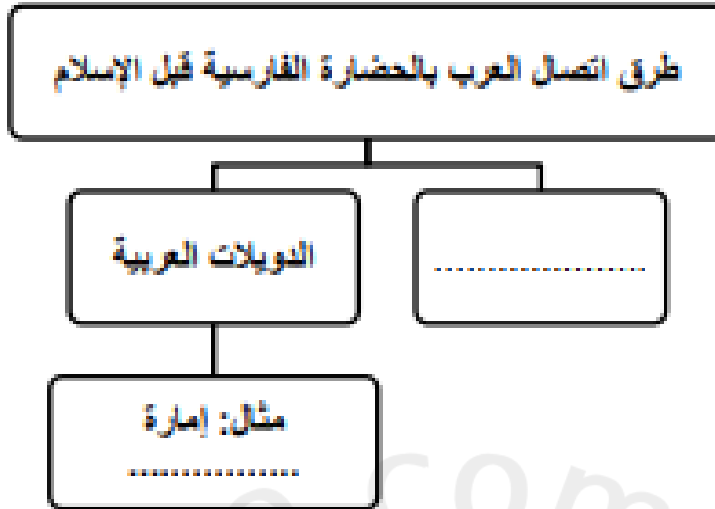 طرق اتصال العرب بالحضارة الفارسية قبل الإسلام
....................
الدويلات العربية
مثال: إمارة
................